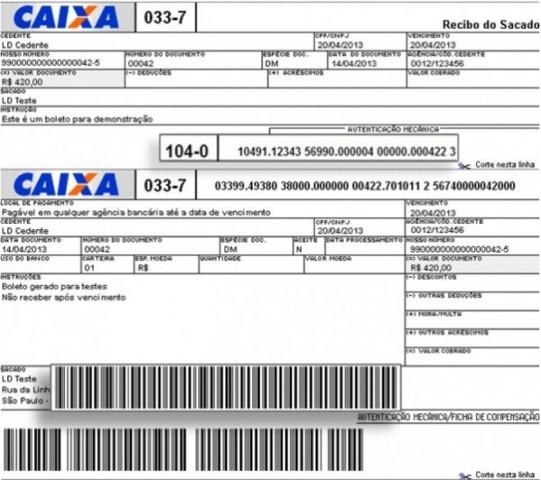 CAIXA 033-7 Recibo do Sacado
CEDENTE CPF/CNPJ VENCIMENTO
LD Cedente 20/04/2013 20/04/2013
NOSSO NÚMERO NÚMERO DO DOCUMENTO ESPÉCIE DOC. DATA DO DOCUMENTO AGÊNCIA/CÓD. CEDENTE
9900000000000000042-5 00042 DM 14/04/2013 0012/123456
(=) VALOR DOCUMENTO (-) DEDUÇÕES (+) ACRÉSCIMOS VALOR COBRADO
R$ 420,00
SACADO
LD Teste
INSTRUÇÃO
Este é um boleto para demonstração
AUTENTICAÇÃO MECÂNICA
104-0 10491.12343 56990.000004 00000.000422 3
Corte nesta linha
CAIXA 033-7 03399.49380 38000.000000 00422.701011 2 56740000042000
LOCAL DE PAGAMENTO VENCIMENTO
Pagável em qualquer agência bancária até a data de vencimento 20/04/2013
CEDENTE CPF/CNPJ AGÊNCIA/CÓD. CEDENTE
LD Cedente 20/04/2013 0012/123456
DATA DOCUMENTO NÚMERO DO DOCUMENTO ESPÉCIE DOC. ACEITE DATA PROCESSAMENTO NOSSO NÚMERO
14/04/2013 00042 DM N 9900000000000000042-5
USO DO BANCO CARTEIRA ESP. MOEDA QUANTIDADE VALOR MOEDA (=) VALOR DOCUMENTO
01 R$ R$ 420,00
INSTRUÇÕES (-) DESCONTOS
Boleto gerado para testes
Não receber após vencimento (-) OUTRAS DEDUÇÕES
(+) MORA/MULTA
(+) OUTROS ACRÉSCIMOS
(=) VALOR COBRADO
SACADO
LD Teste
Rua da Linh
São Paulo -
AUTENTICAÇÃO MECÂNICA/FICHA DE COMPENSAÇÃO
Corte nesta linha